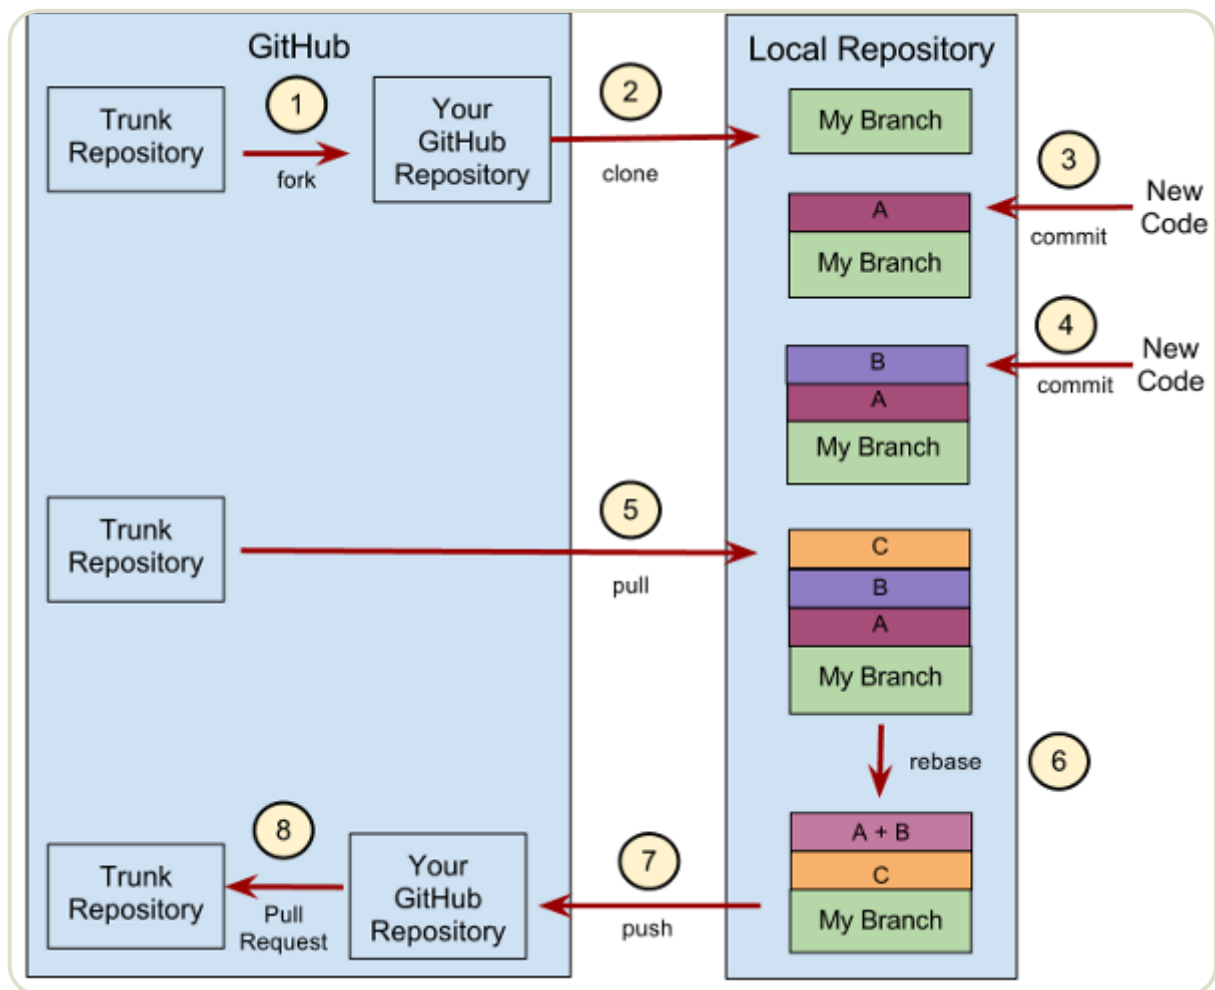 GitHub
Local Repository
Trunk
Repository
1
fork
Your
GitHub
Repository
2
clone
My Branch
3
commit
New
Code
A
My Branch
4
commit
New
Code
B
A
My Branch
Trunk
Repository
5
pull
C
B
A
My Branch
rebase
6
A + B
C
My Branch
7
push
Your
GitHub
Repository
8
Pull
Request
Trunk
Repository